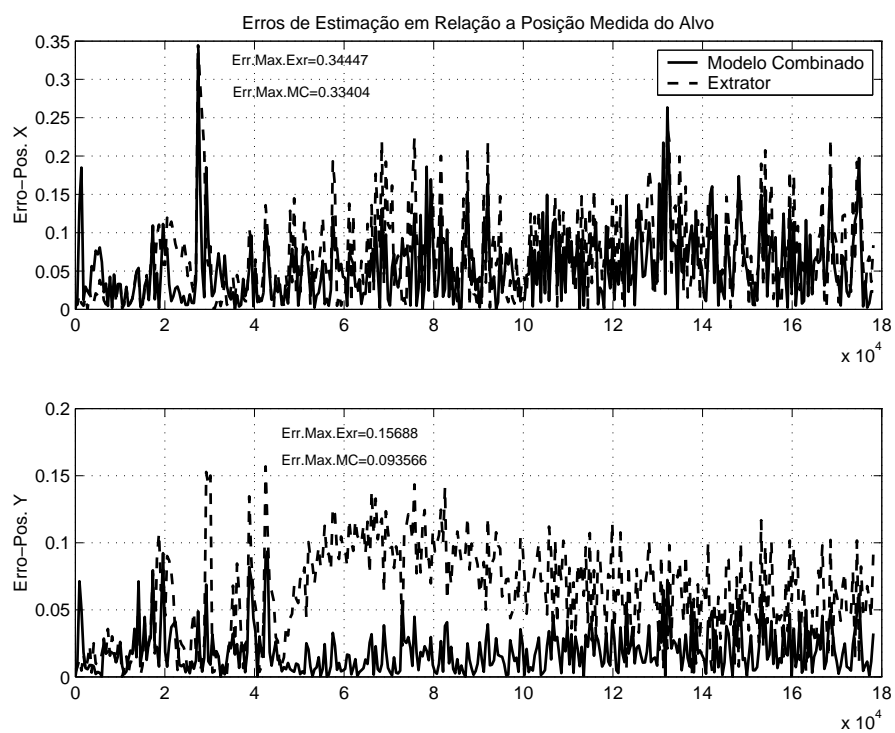 Erros de Estimação em Relação a Posição Medida do Alvo
0.35
0.3
0.25
0.2
0.15
0.1
0.05
0
Erro−Pos. X
Err.Max.Exr=0.34447
Err.Max.MC=0.33404
Modelo Combinado
Extrator
0 2 4 6 8 10 12 14 16 18
x 10^4
0.2
0.15
0.1
0.05
0
Erro−Pos. Y
Err.Max.Exr=0.15688
Err.Max.MC=0.093566
0 2 4 6 8 10 12 14 16 18
x 10^4